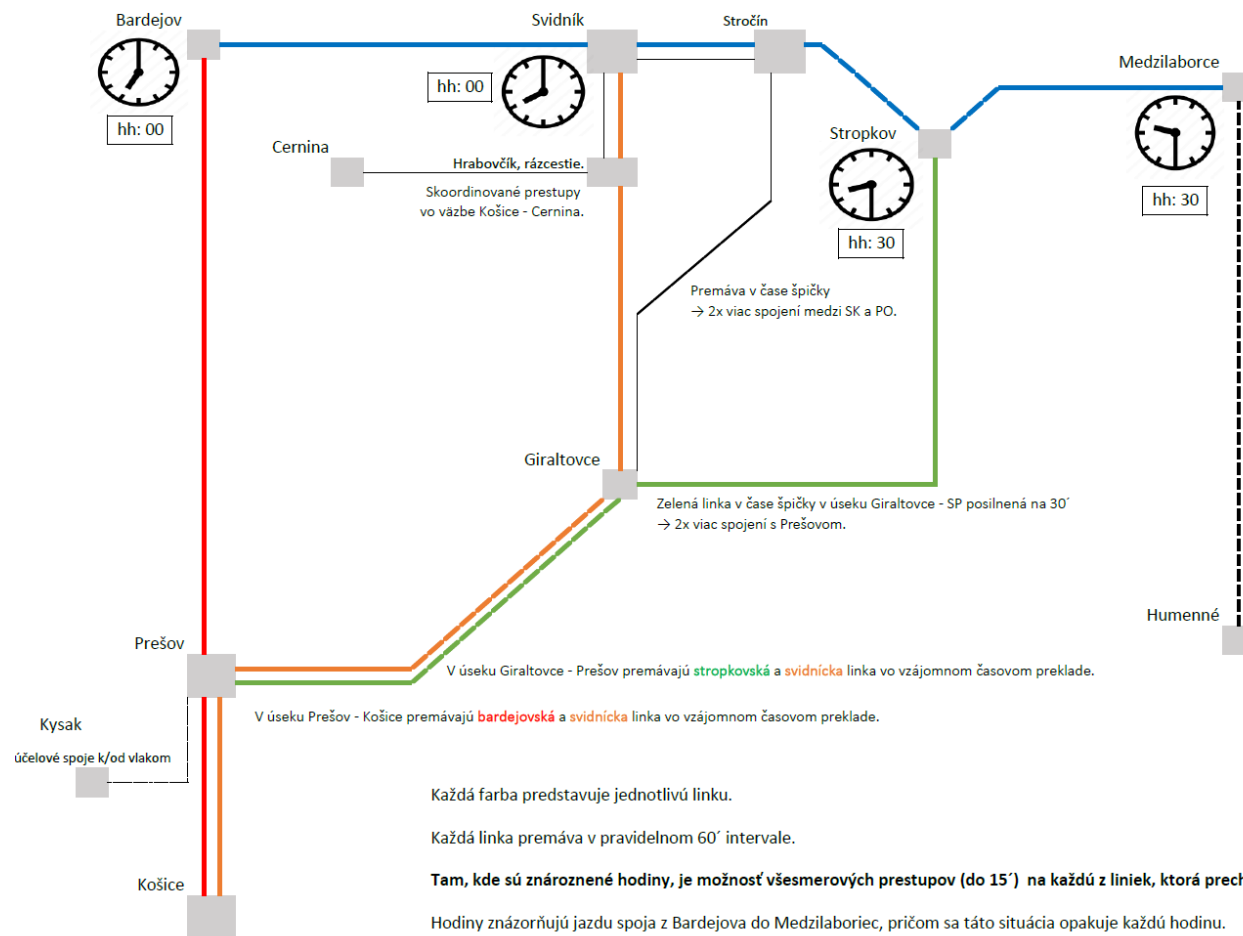 Bardejov
Svidník
Stročín
Medzilaborce
hh: 00
hh: 00
Stropkov
Cernina
Hrabovčík, rázcestie.
Skoordinované prestupy
vo väzbe Košice - Cernina.
hh: 30
hh: 30
Premáva v čase špičky
→ 2x viac spojení medzi SK a PO.
Giraltovce
Zelená linka v čase špičky v úseku Giraltovce - SP posilnená na 30´
→ 2x viac spojení s Prešovom.
Humenné
Prešov
V úseku Giraltovce - Prešov premávajú stropkovská a svidnícka linka vo vzájomnom časovom preklade.
V úseku Prešov - Košice premávajú bardejovská a svidnícka linka vo vzájomnom časovom preklade.
Kysak
účelové spoje k/od vlakom
Každá farba predstavuje jednotlivú linku.
Každá linka premáva v pravidelnom 60´ intervale.
Košice
Tam, kde sú znároznené hodiny, je možnosť všesmerových prestupov (do 15´) na každú z liniek, ktorá prech
Hodiny znázorňujú jazdu spoja z Bardejova do Medzilaboriec, pričom sa táto situácia opakuje každú hodinu.